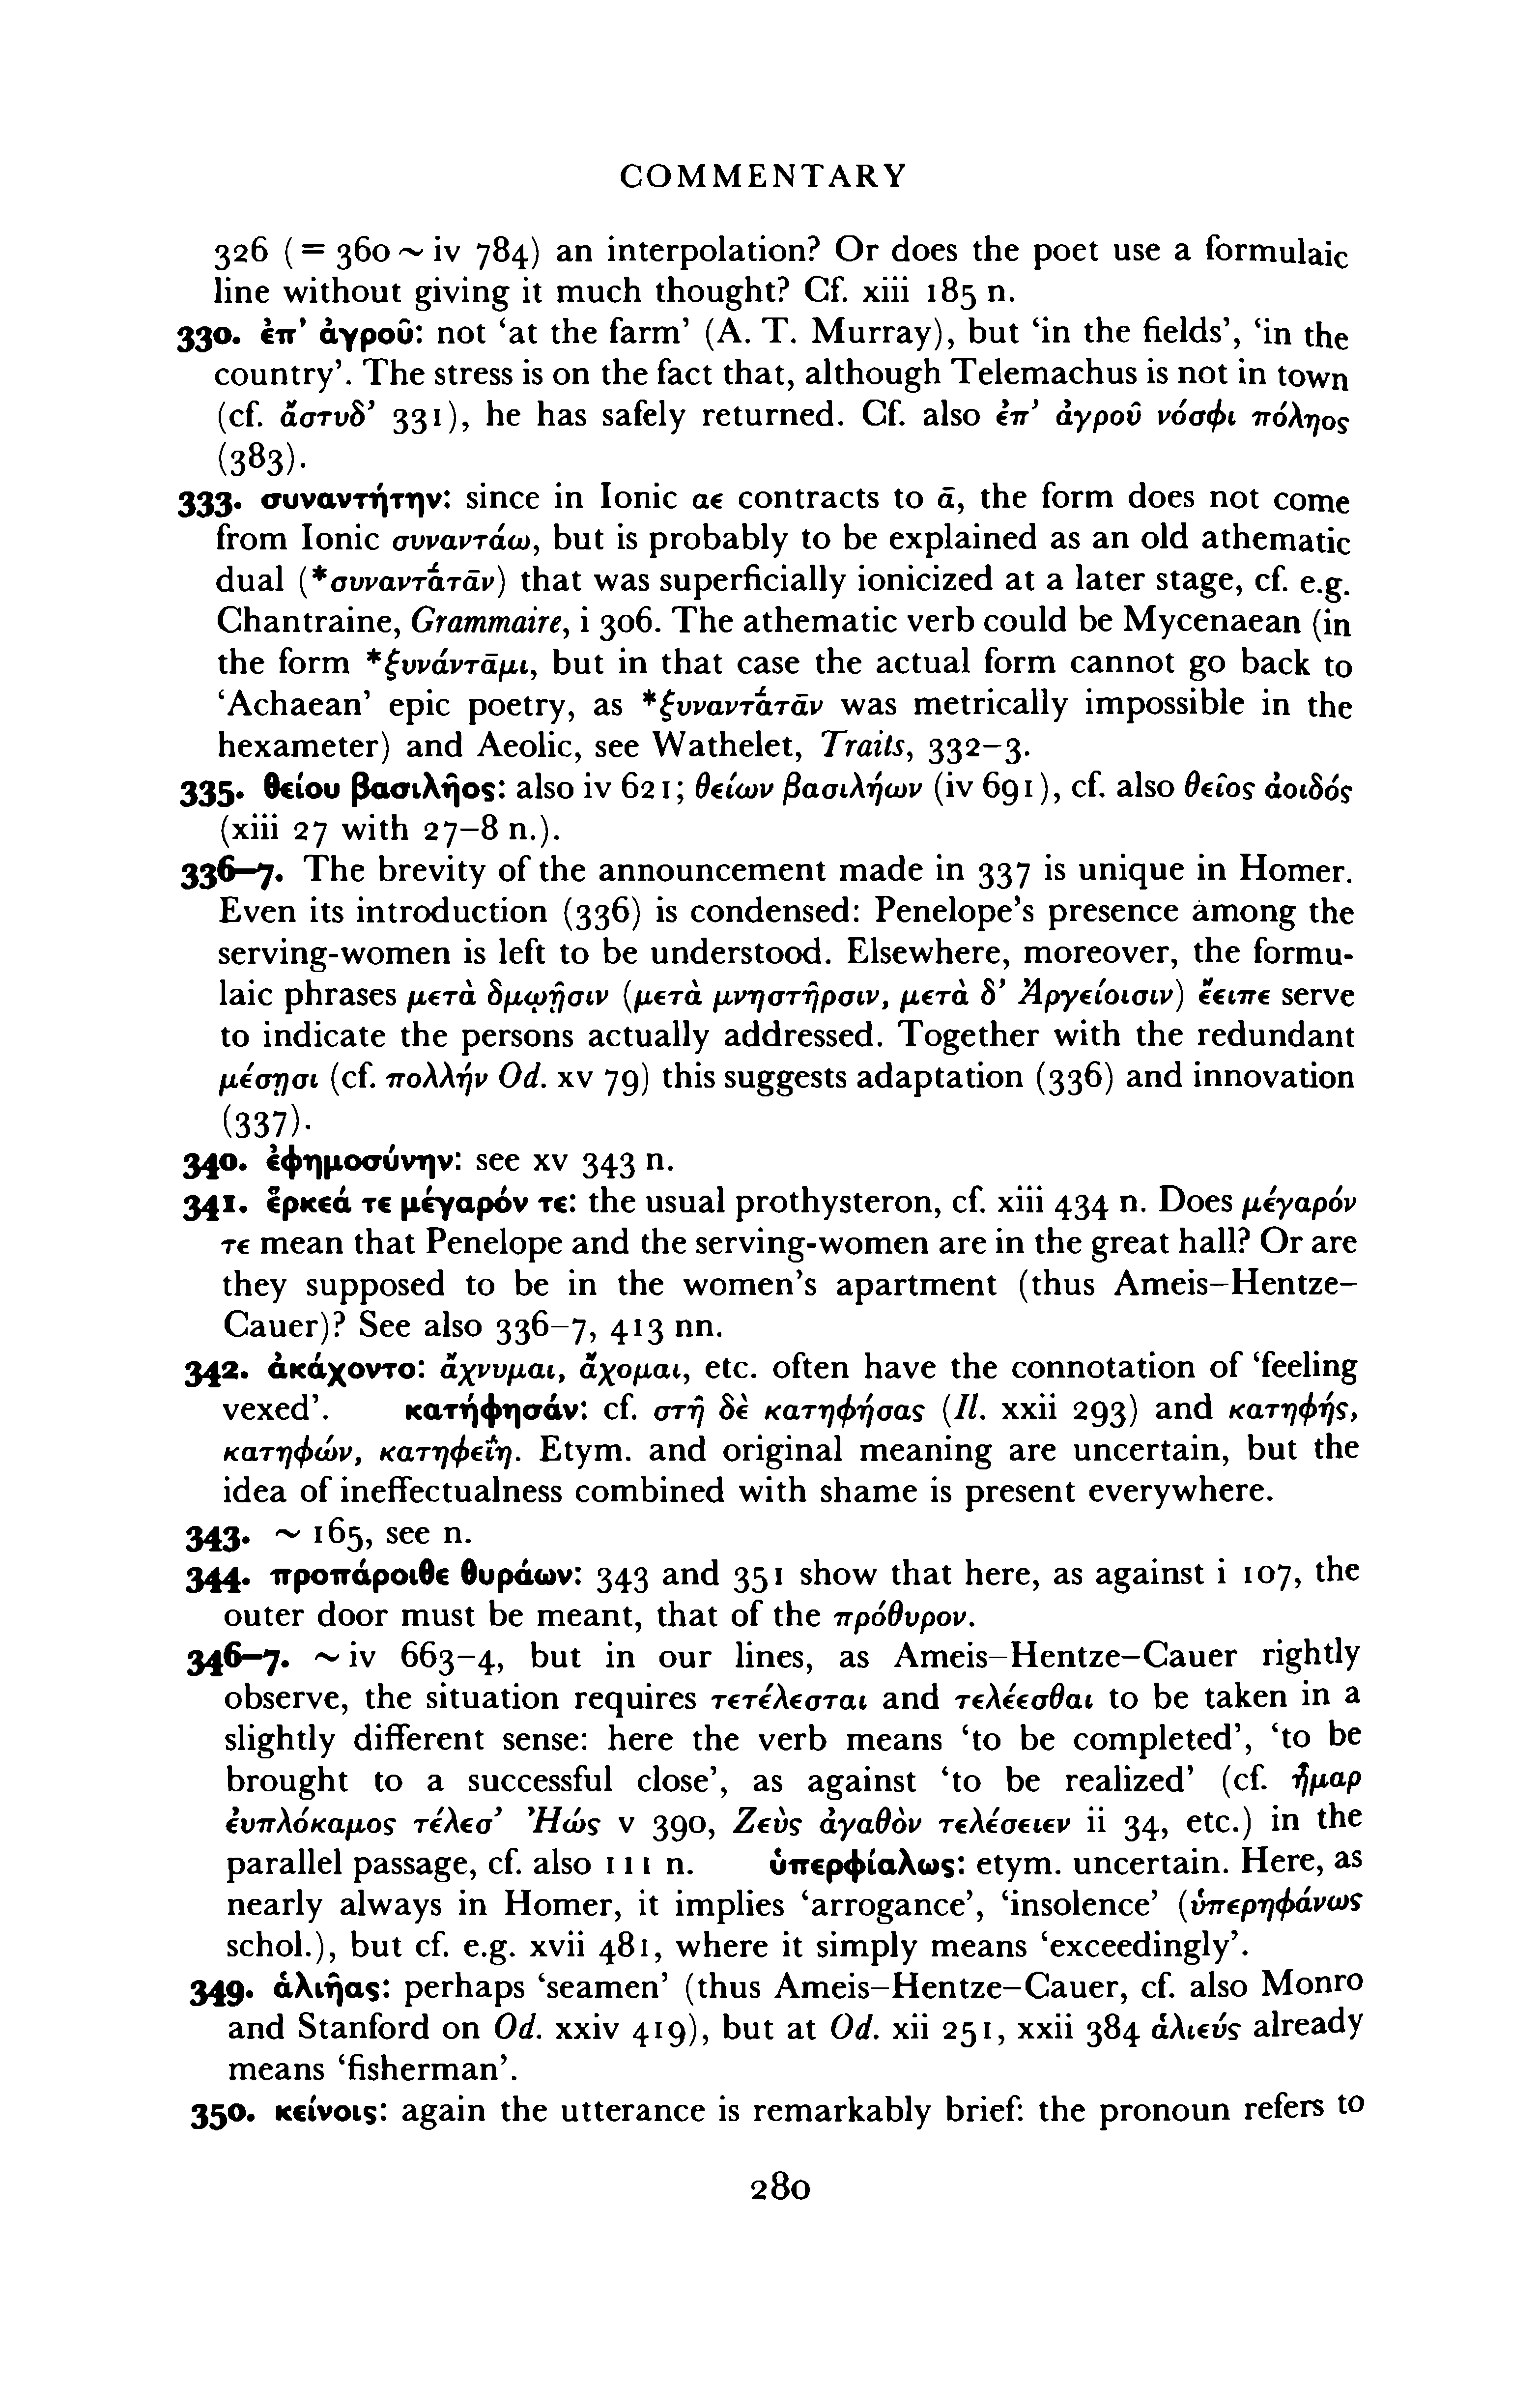 COMMENTARY
326 (= 360 ~ iv 784) an interpolation? Or does the poet use a formulaic
line without giving it much thought? Cf. xiii 185 n.
330. ἐπ’ ἀγροῦ: not ‘at the farm’ (A. T. Murray), but ‘in the fields’, ‘in the
country’. The stress is on the fact that, although Telemachus is not in town
(cf. ἄστυδ’ 331), he has safely returned. Cf. also ἐπ’ ἀγροῦ νόσφι πόληος
(383).
333. συναντήτην: since in Ionic αε contracts to ᾱ, the form does not come
from Ionic συναντάω, but is probably to be explained as an old athematic
dual (*συναντᾱ́τᾱν) that was superficially ionicized at a later stage, cf. e.g.
Chantraine, Grammaire, i 306. The athematic verb could be Mycenaean (in
the form *ξυνάντᾱμι, but in that case the actual form cannot go back to
‘Achaean’ epic poetry, as *ξυναντᾱ́τᾱν was metrically impossible in the
hexameter) and Aeolic, see Wathelet, Traits, 332–3.
335. θείου βασιλῆος: also iv 621; θείων βασιλήων (iv 691), cf. also θεῖος ἀοιδός
(xiii 27 with 27–8 n.).
336–7. The brevity of the announcement made in 337 is unique in Homer.
Even its introduction (336) is condensed: Penelope’s presence among the
serving-women is left to be understood. Elsewhere, moreover, the formu-
laic phrases μετὰ δμῳῇσιν (μετὰ μνηστῆρσιν, μετὰ δ’ Ἀργείοισιν) ἔειπε serve
to indicate the persons actually addressed. Together with the redundant
μέσῃσι (cf. πολλὴν Od. xv 79) this suggests adaptation (336) and innovation
(337).
340. ἐφημοσύνην: see xv 343 n.
341. ἕρκεά τε μέγαρόν τε: the usual prothysteron, cf. xiii 434 n. Does μέγαρόν
τε mean that Penelope and the serving-women are in the great hall? Or are
they supposed to be in the women’s apartment (thus Ameis–Hentze–
Cauer)? See also 336–7, 413 nn.
342. ἀκάχοντο: ἄχνυμαι, ἄχομαι, etc. often have the connotation of ‘feeling
vexed’. κατήφησάν: cf. στῆ δὲ κατηφήσας (Il. xxii 293) and κατηφής,
κατηφών, κατηφείη. Etym. and original meaning are uncertain, but the
idea of ineffectualness combined with shame is present everywhere.
343. ~ 165, see n.
344. προπάροιθε θυράων: 343 and 351 show that here, as against i 107, the
outer door must be meant, that of the πρόθυρον.
346–7. ~ iv 663–4, but in our lines, as Ameis–Hentze–Cauer rightly
observe, the situation requires τετέλεσται and τελέεσθαι to be taken in a
slightly different sense: here the verb means ‘to be completed’, ‘to be
brought to a successful close’, as against ‘to be realized’ (cf. ἦμαρ
ἐυπλόκαμος τέλεσ’ Ἠώς v 390, Ζεὺς ἀγαθὸν τελέσειεν ii 34, etc.) in the
parallel passage, cf. also 111 n. ὑπερφίαλως: etym. uncertain. Here, as
nearly always in Homer, it implies ‘arrogance’, ‘insolence’ (ὑπερηφάνως
schol.), but cf. e.g. xvii 481, where it simply means ‘exceedingly’.
349. ἁλιῆας: perhaps ‘seamen’ (thus Ameis–Hentze–Cauer, cf. also Monro
and Stanford on Od. xxiv 419), but at Od. xii 251, xxii 384 ἁλιεύς already
means ‘fisherman’.
350. κείνοις: again the utterance is remarkably brief: the pronoun refers to
280